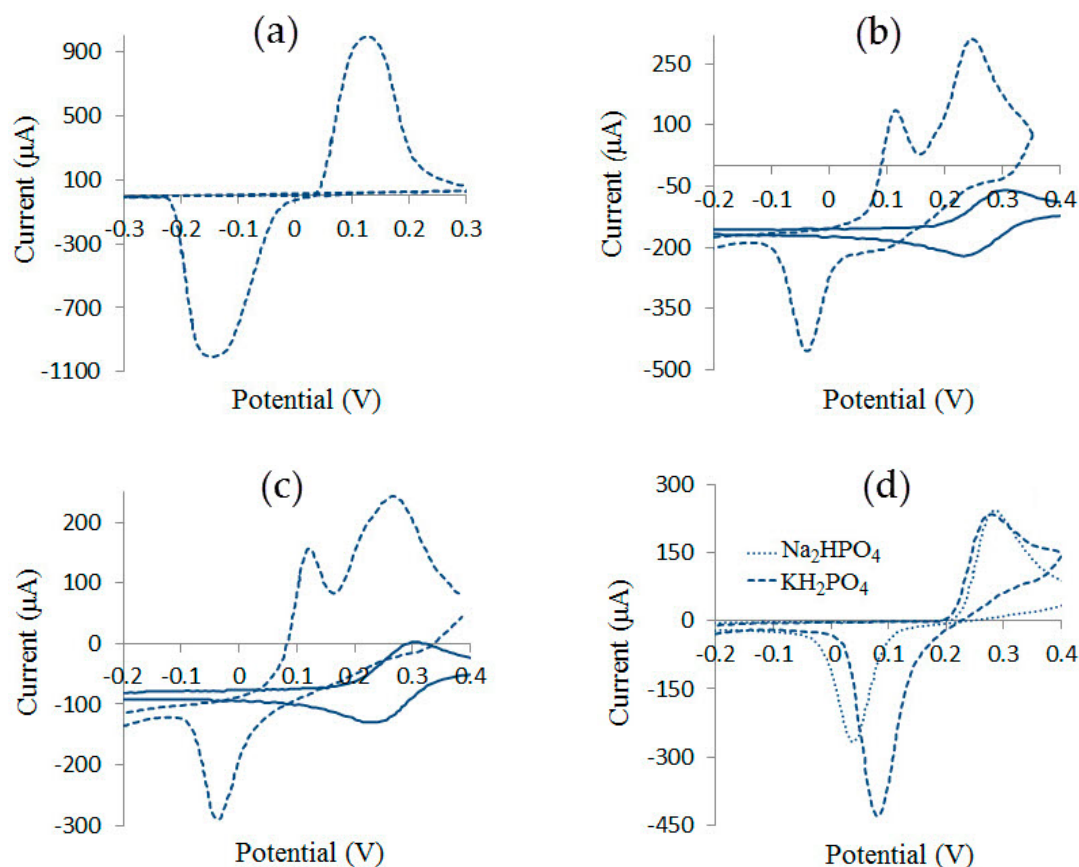 (a)
Current (µA)
900
500
100
-300
-700
-1100
-0.3 -0.2 -0.1 0 0.1 0.2 0.3
Potential (V)
(b)
Current (µA)
250
100
-50
-200
-350
-500
-0.2 -0.1 0 0.1 0.2 0.3 0.4
Potential (V)
(c)
Current (µA)
200
100
0
-100
-200
-300
-0.2 -0.1 0 0.1 0.2 0.3 0.4
Potential (V)
(d)
Current (µA)
300
150
0
-150
-300
-450
Na₂HPO₄
KH₂PO₄
-0.2 -0.1 0.0 0.1 0.2 0.3 0.4
Potential (V)